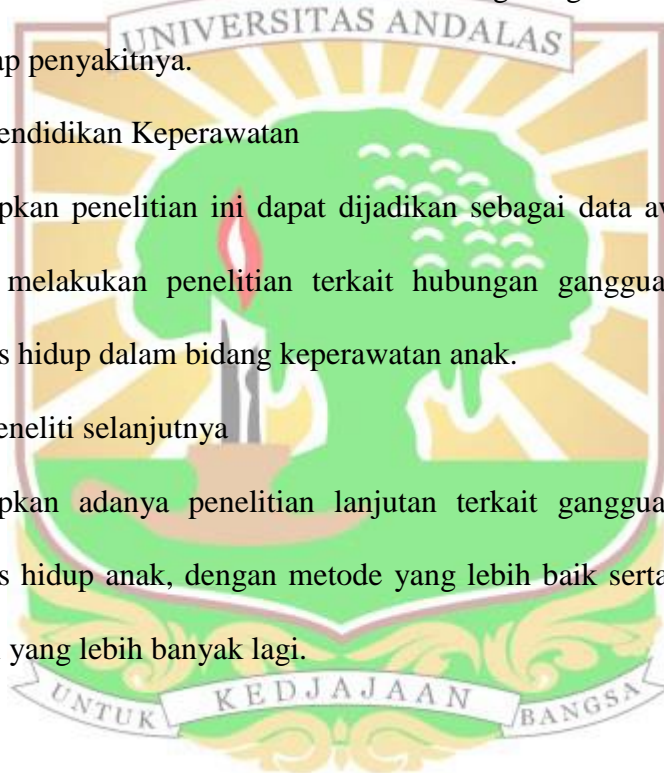 UNIVERSITAS ANDALAS
ap penyakitnya.
endidikan Keperawatan
pkan penelitian ini dapat dijadikan sebagai data aw
melakukan penelitian terkait hubungan ganggua
s hidup dalam bidang keperawatan anak.
eneliti selanjutnya
pkan adanya penelitian lanjutan terkait ganggua
s hidup anak, dengan metode yang lebih baik serta
yang lebih banyak lagi.
UNTUK KEDJAJAAN BANGSA